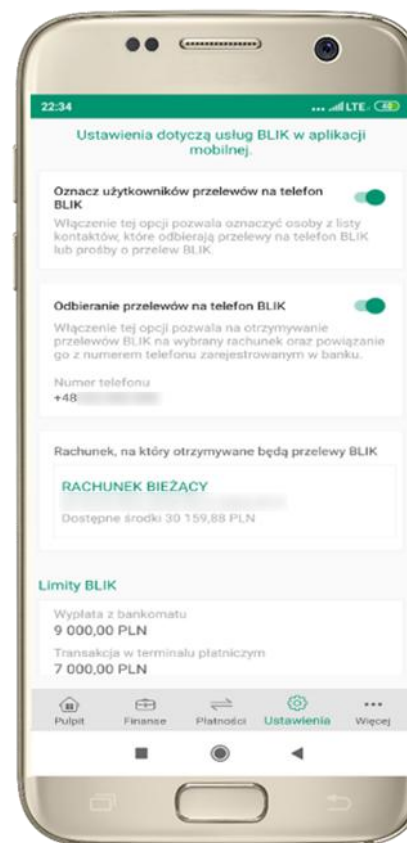 22:34
LTE 40
Ustawienia dotyczą usług BLIK w aplikacji
mobilnej.
Oznacz użytkowników przelewów na telefon
BLIK
Włączenie tej opcji pozwala oznaczyć osoby z listy
kontaktów, które odbierają przelewy na telefon BLIK
lub prośby o przelew BLIK
Odbieranie przelewów na telefon BLIK
Włączenie tej opcji pozwala na otrzymywanie
przelewów BLIK na wybrany rachunek oraz powiązanie
go z numerem telefonu zarejestrowanym w banku.
Numer telefonu
+48
Rachunek, na który otrzymywane będą przelewy BLIK
RACHUNEK BIEŻĄCY
Dostępne środki 30 159,88 PLN
Limity BLIK
Wypłata z bankomatu
9 000,00 PLN
Transakcja w terminalu płatniczym
7 000,00 PLN
Pulpit Finanse Płatności Ustawienia Więcej